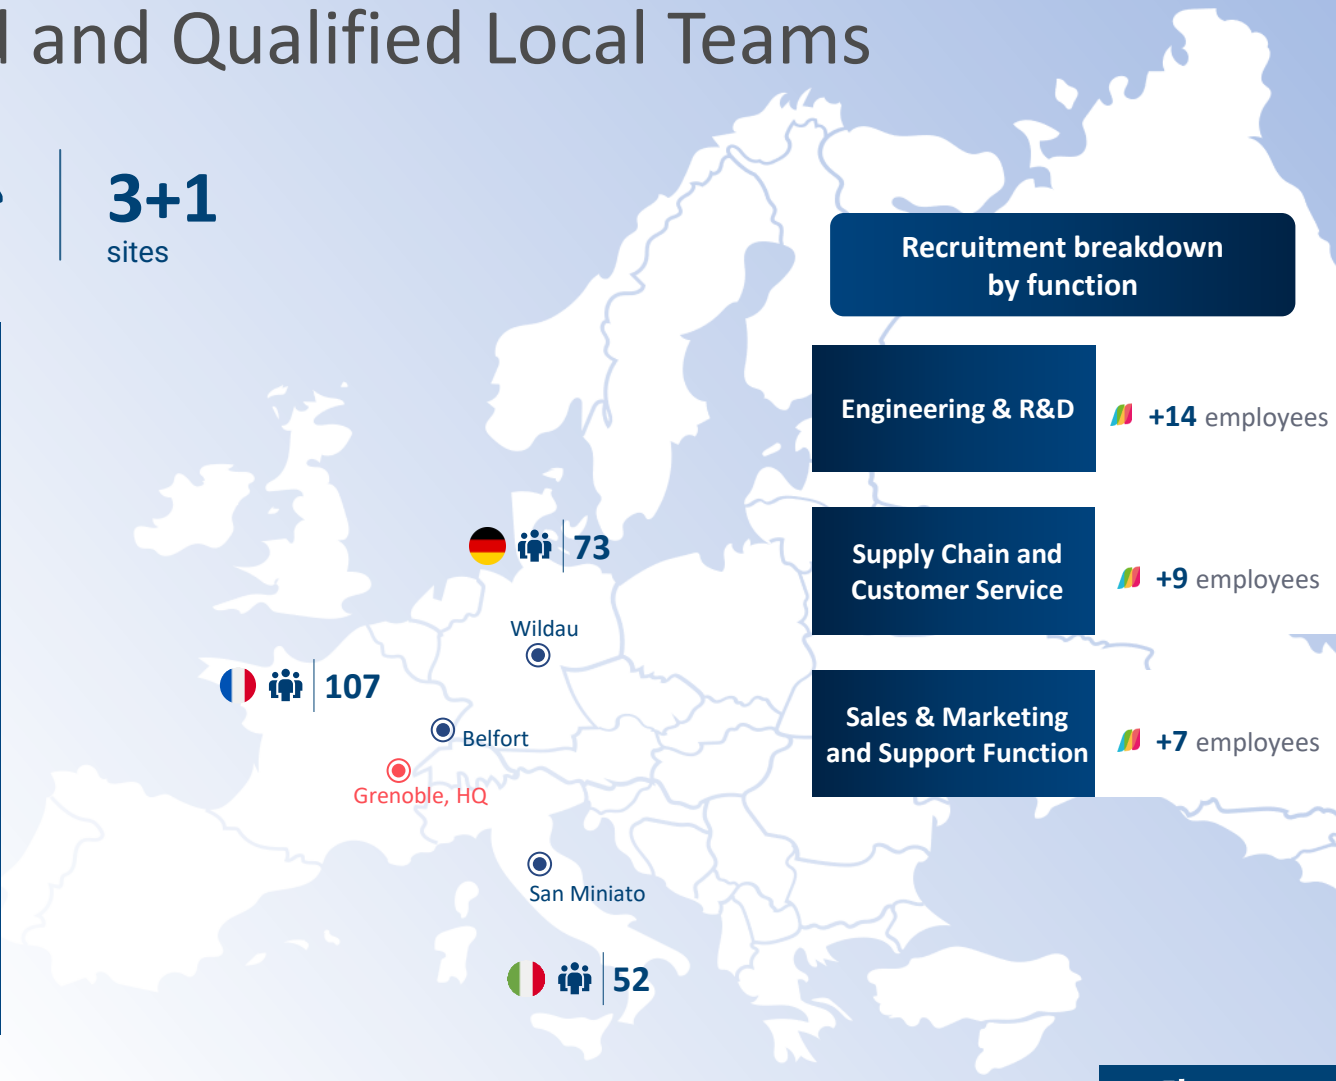 and Qualified Local Teams
3+1
sites
Recruitment breakdown
by function
Engineering & R&D
+14 employees
Supply Chain and
Customer Service
+9 employees
Sales & Marketing
and Support Function
+7 employees
73
Wildau
107
Belfort
Grenoble, HQ
San Miniato
52